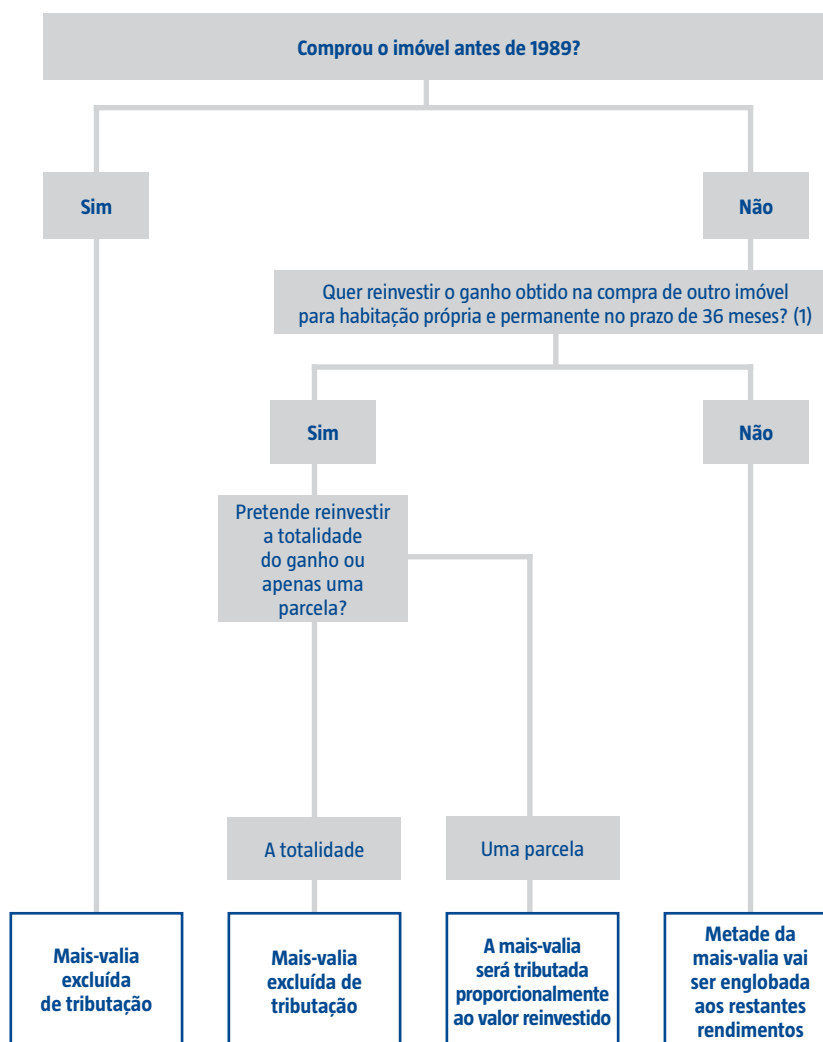 Comprou o imóvel antes de 1989?
Sim
Não
Quer reinvestir o ganho obtido na compra de outro imóvel
para habitação própria e permanente no prazo de 36 meses? (1)
Sim
Não
Pretende reinvestir
a totalidade
do ganho ou
apenas uma
parcela?
A totalidade
Uma parcela
Mais-valia
excluída
de tributação
Mais-valia
excluída de
tributação
A mais-valia
será tributada
proporcionalmente
ao valor reinvestido
Metade da
mais-valia vai
ser englobada
aos restantes
rendimentos